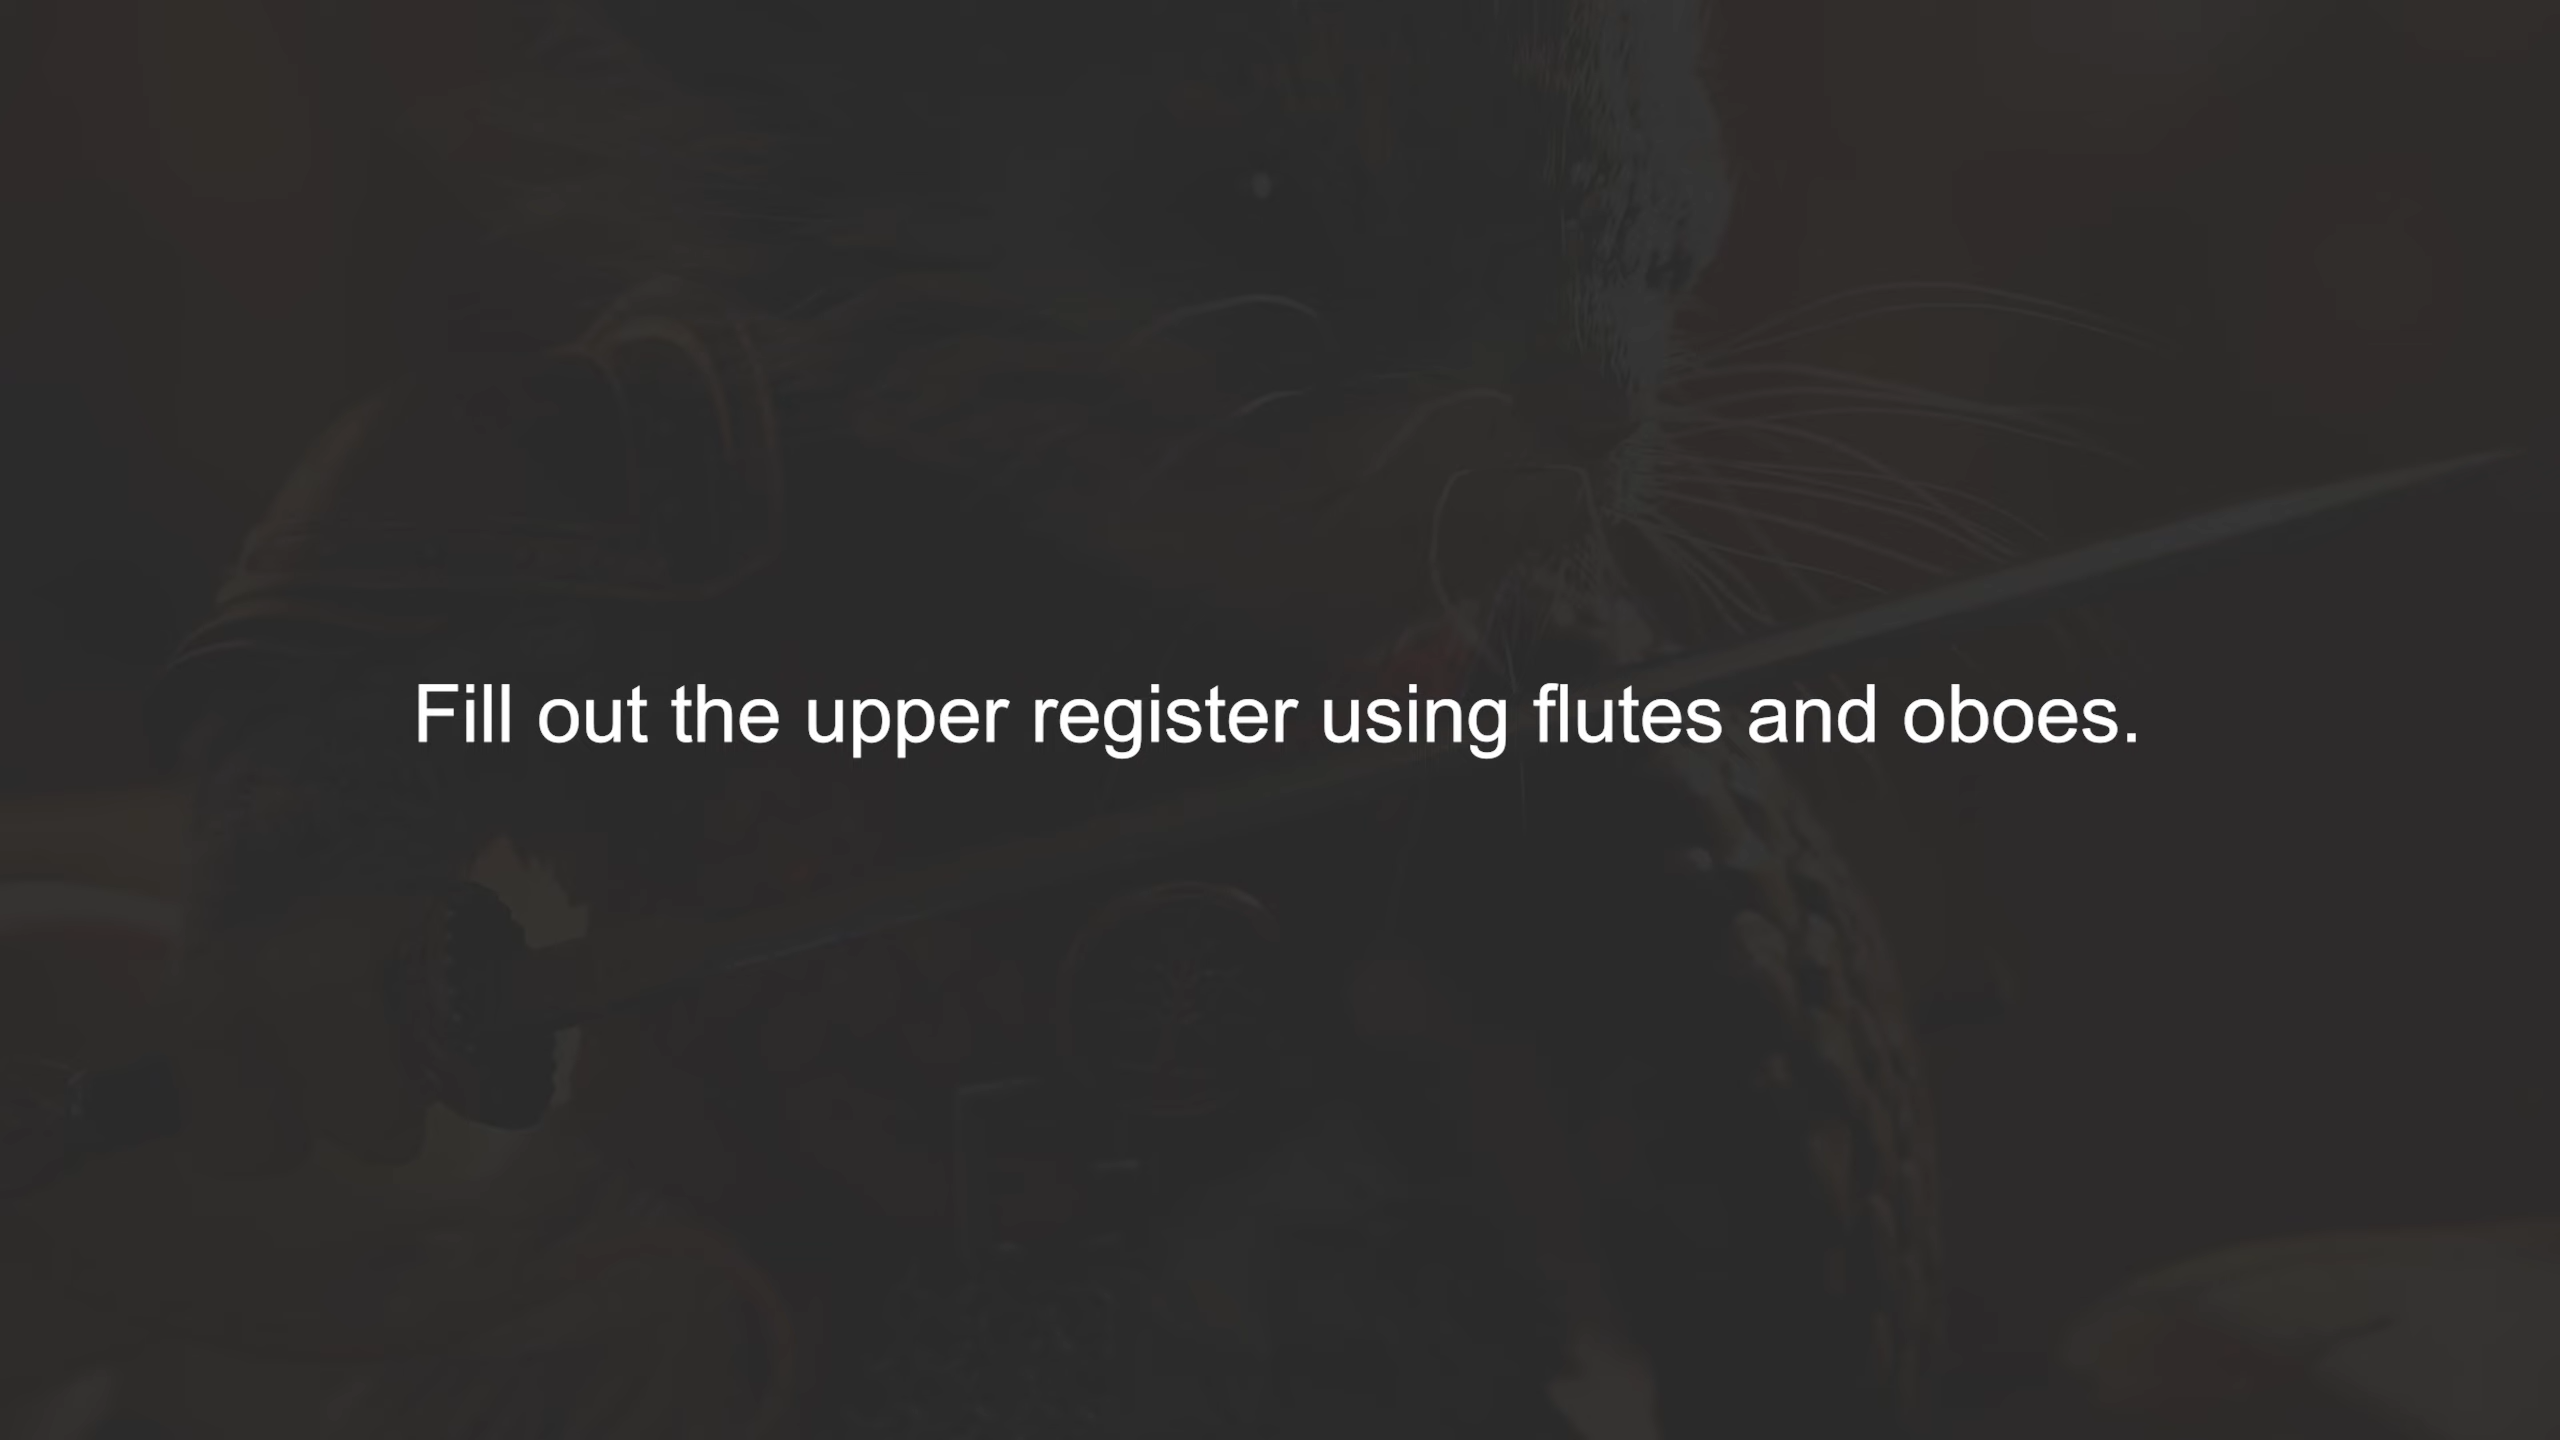 Fill out the upper register using flutes and oboes.